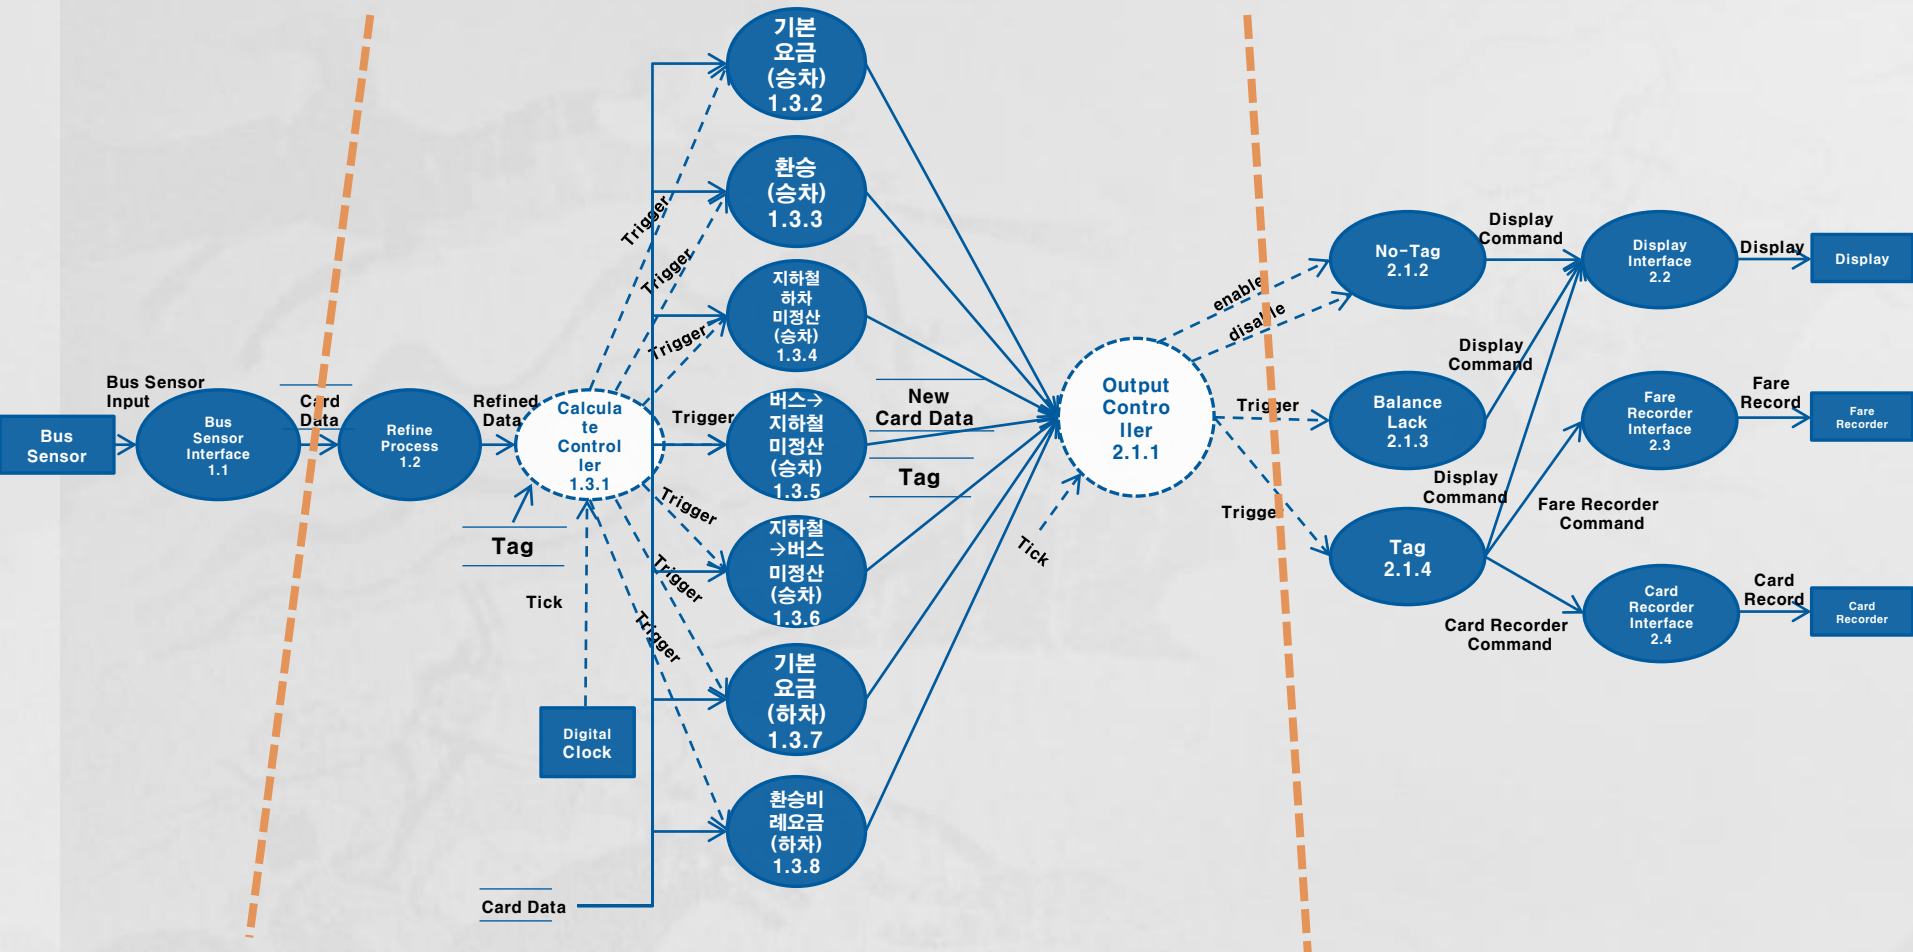 Bus
Sensor
Bus Sensor
Input
Bus
Sensor
Interface
1.1
Card
Data
Refine
Process
1.2
Refined
Data
Calcula
te
Control
ler
1.3.1
Tag
Tick
Digital
Clock
Card Data
Trigger
Trigger
Trigger
Trigger
Trigger
Trigger
Trigger
기본
요금
(승차)
1.3.2
환승
(승차)
1.3.3
지하철
하차
미정산
(승차)
1.3.4
버스→
지하철
미정산
(승차)
1.3.5
지하철
→버스
미정산
(승차)
1.3.6
기본
요금
(하차)
1.3.7
환승비
례요금
(하차)
1.3.8
New
Card Data
Tag
Output
Contro
ller
2.1.1
Tick
enable
disable
Trigger
Trigge
No-Tag
2.1.2
Balance
Lack
2.1.3
Tag
2.1.4
Display
Command
Display
Command
Display
Command
Fare Recorder
Command
Card Recorder
Command
Display
Interface
2.2
Fare
Recorder
Interface
2.3
Card
Recorder
Interface
2.4
Display
Fare
Record
Card
Record
Display
Fare
Recorder
Card
Recorder